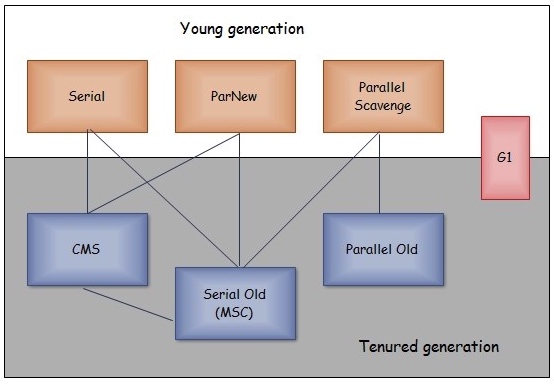 Young generation
Serial
ParNew
Parallel
Scavenge
G1
CMS
Parallel Old
Serial Old
(MSC)
Tenured generation